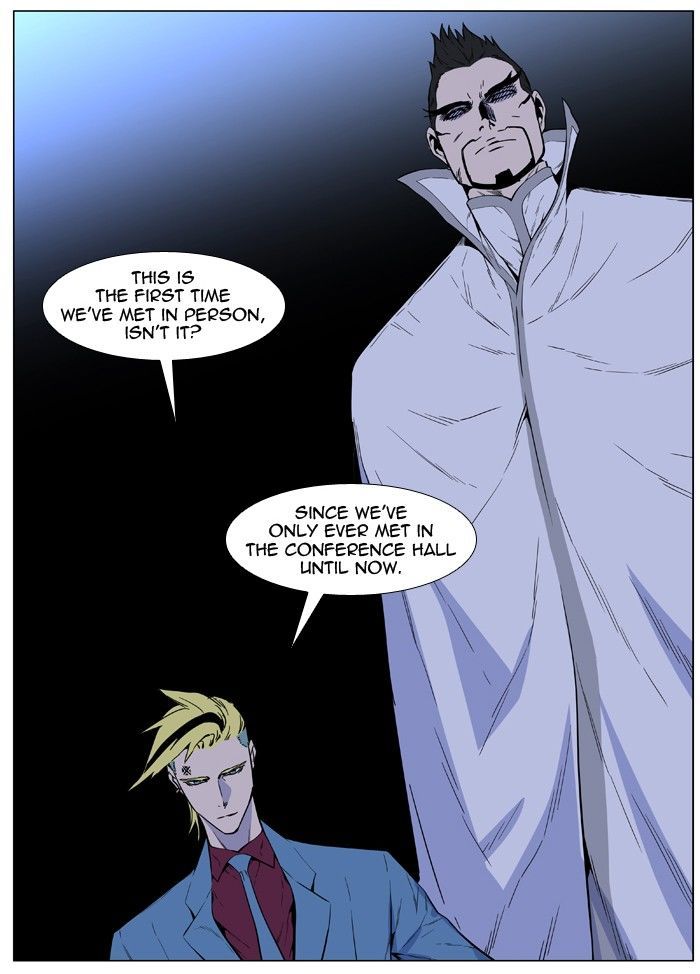 THIS IS
THE FIRST TIME
WE'VE MET IN PERSON,
ISN'T IT?
SINCE WE'VE
ONLY EVER MET IN
THE CONFERENCE HALL
UNTIL NOW.